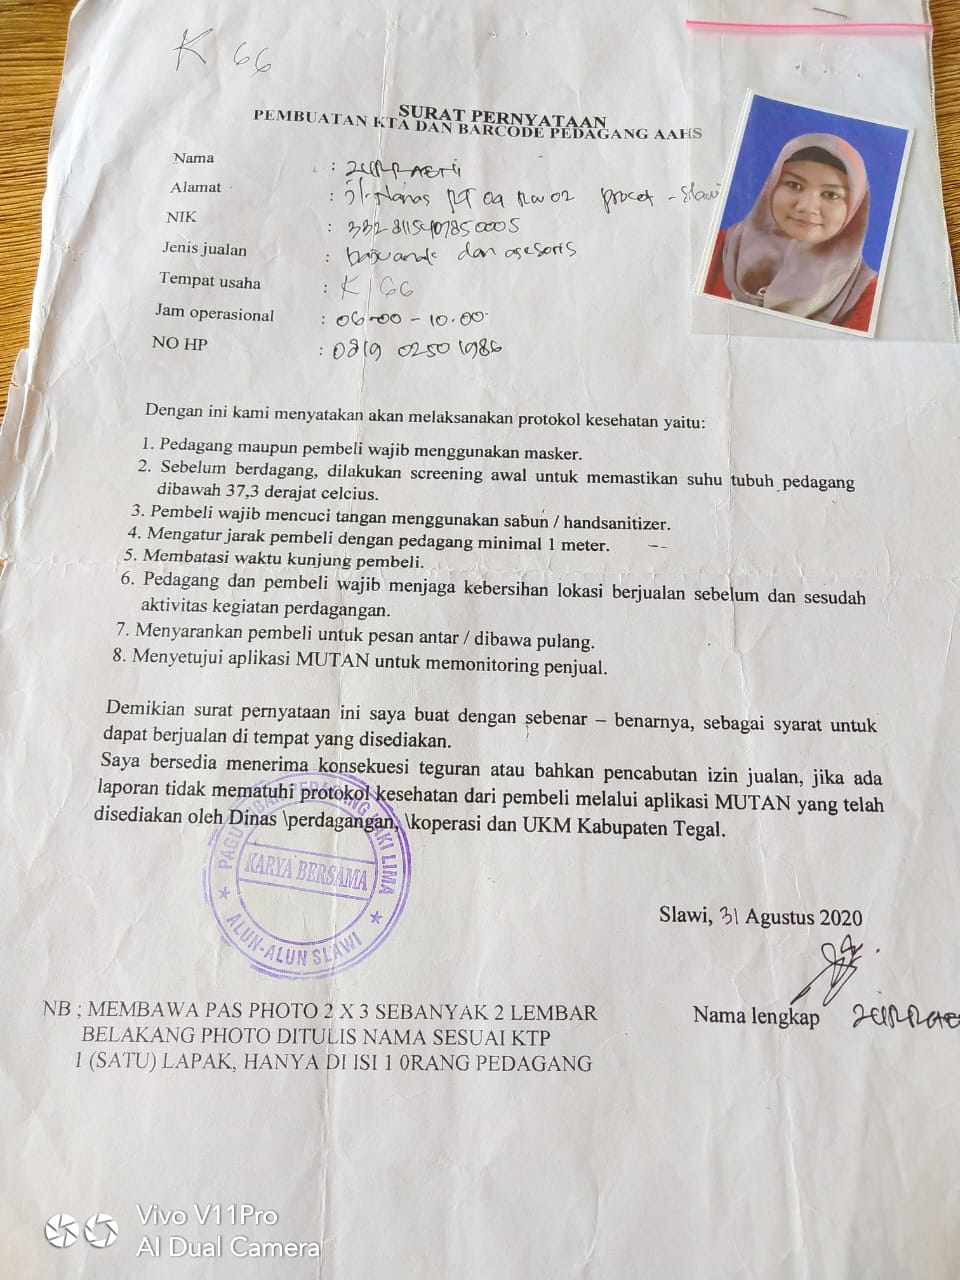 K 66
SURAT PERNYATAAN
PEMBUATAN KTA DAN BARCODE PEDAGANG AAHS
Nama :
Alamat : Jl. Nanas RT 04 RW 02 procot - Slawi
NIK :
Jenis jualan : baju anak dan asesoris
Tempat usaha : K 66
Jam operasional : 06.00 - 10.00
NO HP : 0819 0250 1986
Dengan ini kami menyatakan akan melaksanakan protokol kesehatan yaitu:
1. Pedagang maupun pembeli wajib menggunakan masker.
2. Sebelum berdagang, dilakukan screening awal untuk memastikan suhu tubuh pedagang
dibawah 37,3 derajat celcius.
3. Pembeli wajib mencuci tangan menggunakan sabun / handsanitizer.
4. Mengatur jarak pembeli dengan pedagang minimal 1 meter.
5. Membatasi waktu kunjung pembeli.
6. Pedagang dan pembeli wajib menjaga kebersihan lokasi berjualan sebelum dan sesudah
aktivitas kegiatan perdagangan.
7. Menyarankan pembeli untuk pesan antar / dibawa pulang.
8. Menyetujui aplikasi MUTAN untuk memonitoring penjual.
Demikian surat pernyataan ini saya buat dengan sebenar – benarnya, sebagai syarat untuk
dapat berjualan di tempat yang disediakan.
Saya bersedia menerima konsekuesi teguran atau bahkan pencabutan izin jualan, jika ada
laporan tidak mematuhi protokol kesehatan dari pembeli melalui aplikasi MUTAN yang telah
disediakan oleh Dinas \perdagangan, \koperasi dan UKM Kabupaten Tegal.
PEDAGANG KAKI LIMA
KARYA BERSAMA
ALUN-ALUN SLAWI
Slawi, 31 Agustus 2020
Nama lengkap
NB ; MEMBAWA PAS PHOTO 2 X 3 SEBANYAK 2 LEMBAR
BELAKANG PHOTO DITULIS NAMA SESUAI KTP
1 (SATU) LAPAK, HANYA DI ISI 1 0RANG PEDAGANG
Vivo V11Pro
AI Dual Camera